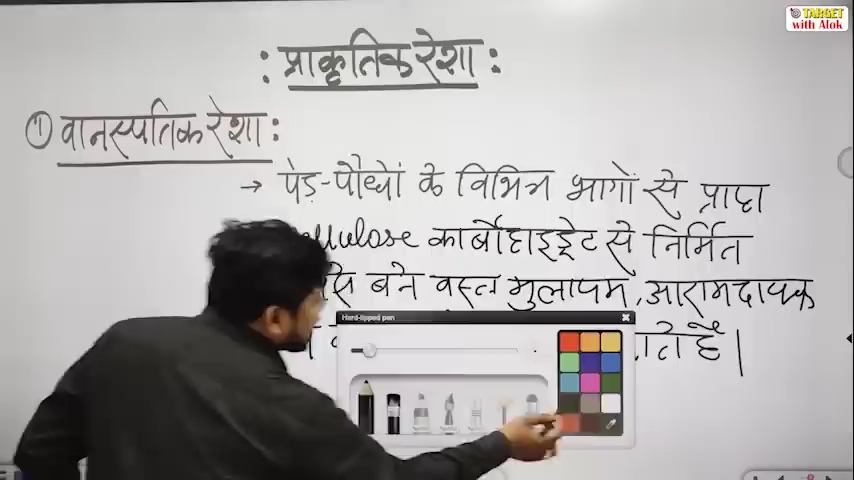 TARGET
with Alok
: प्राकृतिक रेशा :
① वानस्पतिक रेशा :
→ पेड़-पौधों के विभिन्न भागों से प्राप्त
कार्बोहाइड्रेट से निर्मित
बने वस्त्र मुलायम, आरामदायक
है।
Hard-tipped pen